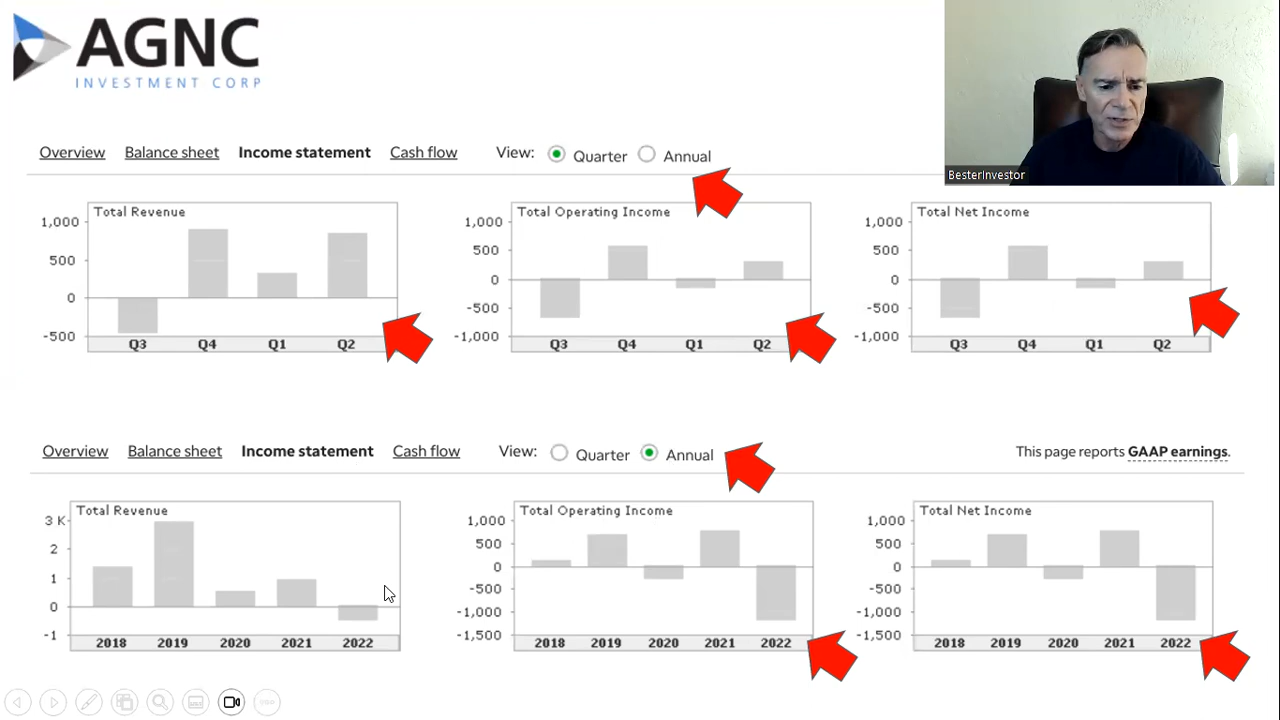 AGNC
INVESTMENT CORP
BesterInvestor
Overview Balance sheet Income statement Cash flow View: Quarter Annual
Total Revenue
1,000
500
0
-500
Q3 Q4 Q1 Q2
Total Operating Income
1,000
500
0
-500
-1,000
Q3 Q4 Q1 Q2
Total Net Income
1,000
500
0
-500
-1,000
Q3 Q4 Q1 Q2
Overview Balance sheet Income statement Cash flow View: Quarter Annual This page reports GAAP earnings.
Total Revenue
3 K
2
1
0
-1
2018 2019 2020 2021 2022
Total Operating Income
1,000
500
0
-500
-1,000
-1,500
2018 2019 2020 2021 2022
Total Net Income
1,000
500
0
-500
-1,000
-1,500
2018 2019 2020 2021 2022